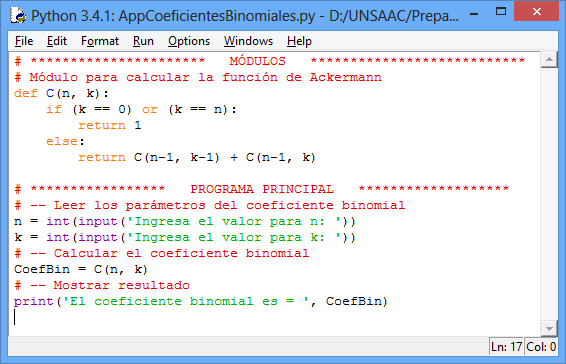 Python 3.4.1: AppCoeficientesBinomiales.py - D:/UNSAAC/Prepa...
File Edit Format Run Options Windows Help
# ********************** MÓDULOS ***************************
# Módulo para calcular la función de Ackermann
def C(n, k):
    if (k == 0) or (k == n):
        return 1
    else:
        return C(n-1, k-1) + C(n-1, k)
# ***************** PROGRAMA PRINCIPAL *******************
# -- Leer los parámetros del coeficiente binomial
n = int(input('Ingresa el valor para n: '))
k = int(input('Ingresa el valor para k: '))
# -- Calcular el coeficiente binomial
CoefBin = C(n, k)
# -- Mostrar resultado
print('El coeficiente binomial es = ', CoefBin)
Ln: 17 Col: 0